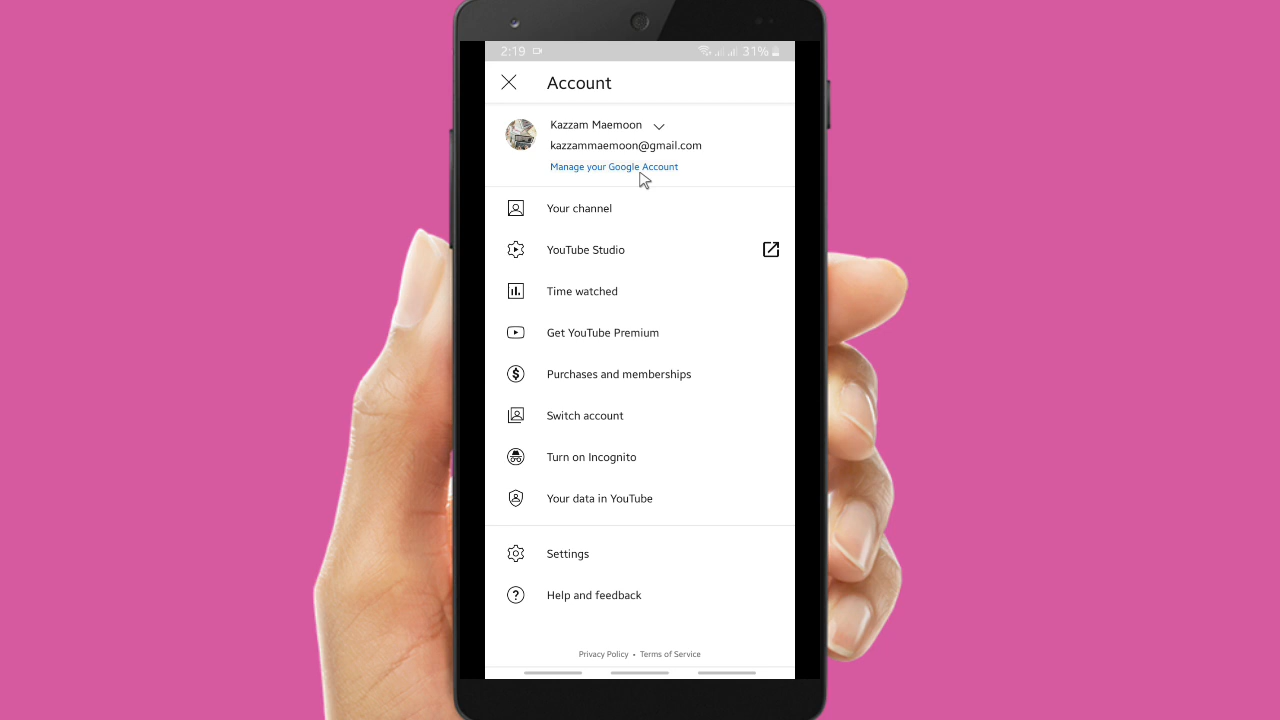 2:19 31%
Account
Kazzam Maemoon
kazzammaemoon@gmail.com
Manage your Google Account
Your channel
YouTube Studio
Time watched
Get YouTube Premium
Purchases and memberships
Switch account
Turn on Incognito
Your data in YouTube
Settings
Help and feedback
Privacy Policy • Terms of Service